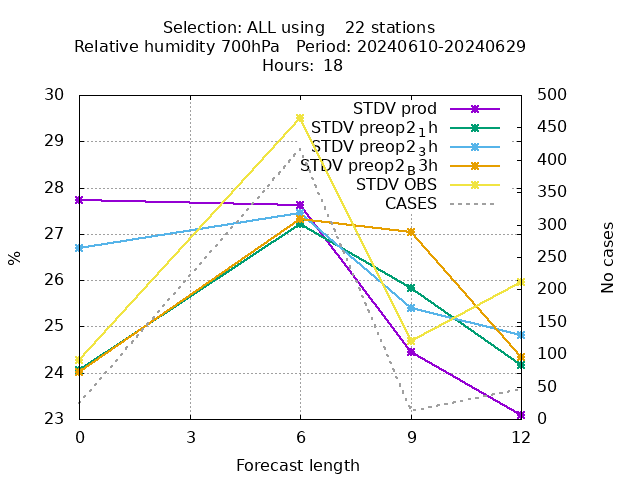 Selection: ALL using    22 stations
Relative humidity 700hPa   Period: 20240610-20240629
Hours: 18
30
29
28
27
26
25
24
23
500
450
400
350
300
250
200
150
100
50
0
STDV prod
STDV preop2₁h
STDV preop2₃h
STDV preop2_B3h
STDV OBS
CASES
%
No cases
0 3 6 9 12
Forecast length